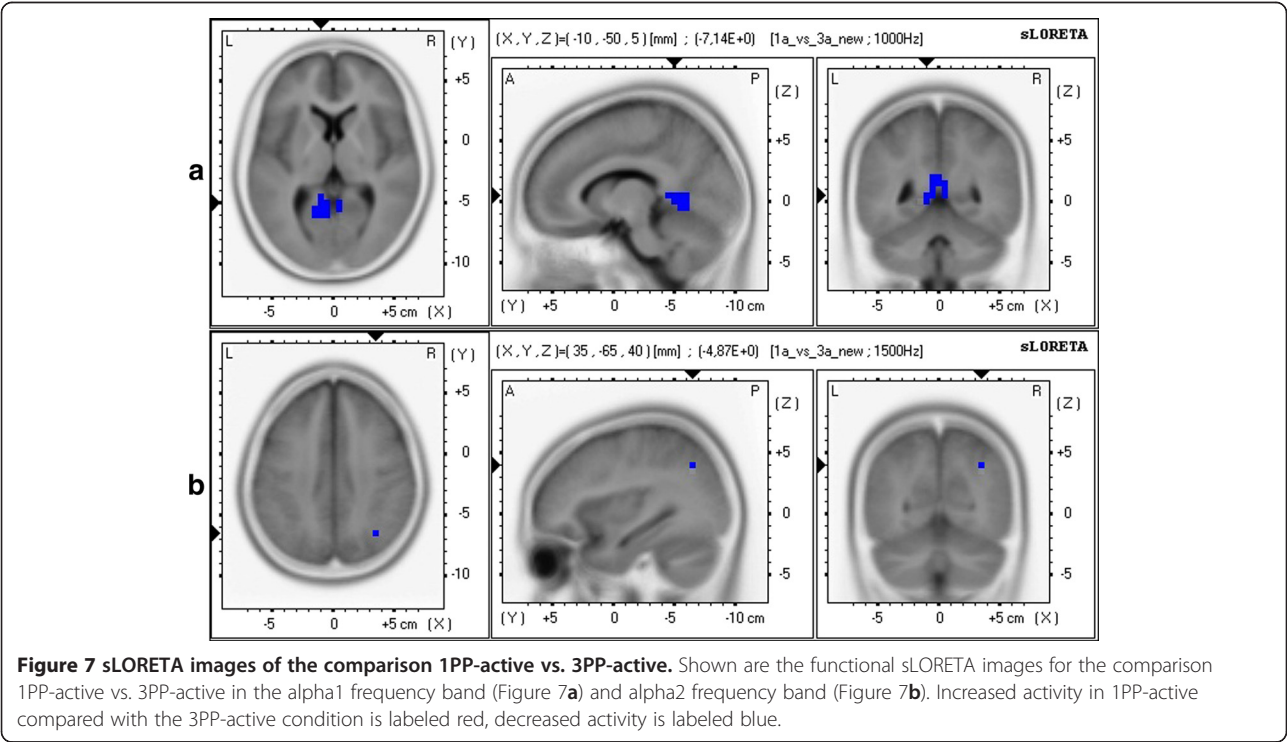 L R (Y) (X,Y,Z)=(-10,-50,5)[mm] ; (-7,14E+0) [1a_vs_3a_new ; 1000Hz] sLORETA
A P (Z) L R (Z)
+5 +5 +5
0
a
-5 0 0
-10 -5 -5
-5 0 +5 cm (X) (Y) +5 0 -5 -10 cm -5 0 +5 cm (X)
L R (Y) (X,Y,Z)=(35,-65,40)[mm] ; (-4,87E+0) [1a_vs_3a_new ; 1500Hz] sLORETA
A P (Z) L R (Z)
+5 +5 +5
0
b
-5 0 0
-10 -5 -5
-5 0 +5 cm (X) (Y) +5 0 -5 -10 cm -5 0 +5 cm (X)
Figure 7 sLORETA images of the comparison 1PP-active vs. 3PP-active. Shown are the functional sLORETA images for the comparison
1PP-active vs. 3PP-active in the alpha1 frequency band (Figure 7a) and alpha2 frequency band (Figure 7b). Increased activity in 1PP-active
compared with the 3PP-active condition is labeled red, decreased activity is labeled blue.